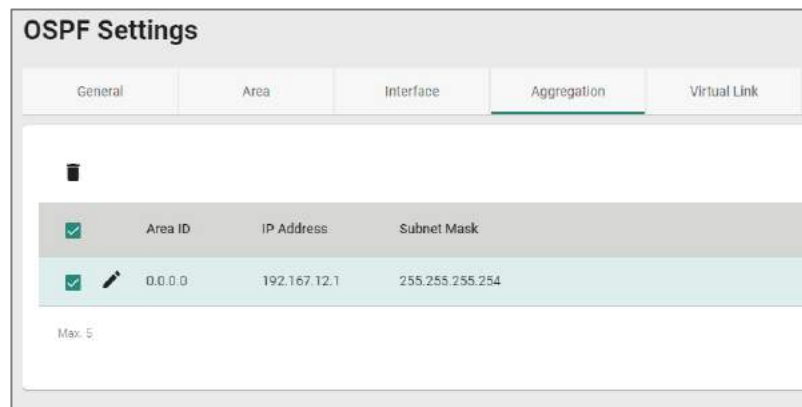 OSPF Settings
General Area Interface Aggregation Virtual Link
Area ID IP Address Subnet Mask
0.0.0.0 192.167.12.1 255.255.255.254
Max. 5